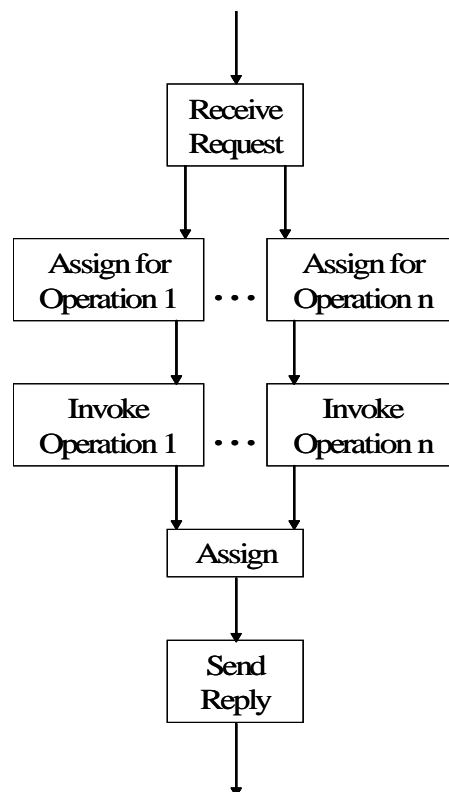 Receive
Request
Assign for
Operation 1
...
Assign for
Operation n
Invoke
Operation 1
...
Invoke
Operation n
Assign
Send
Reply